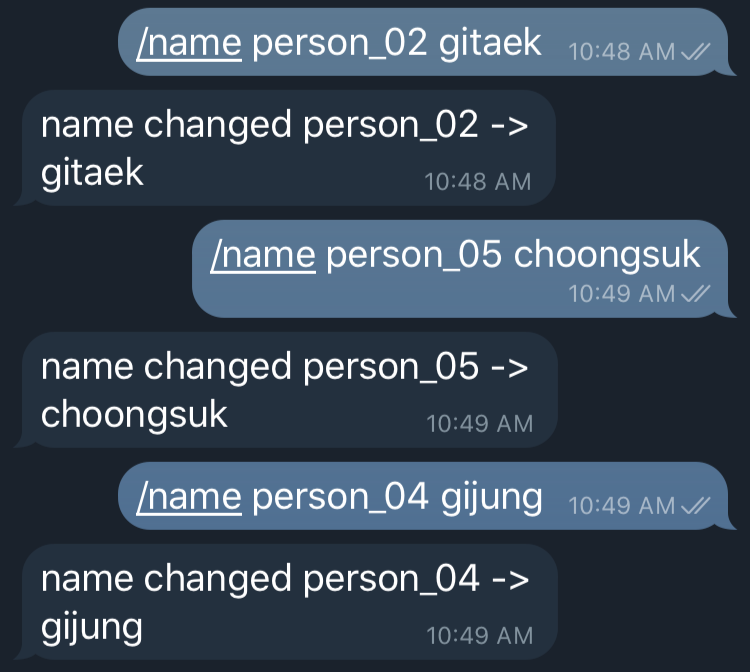 /name person_02 gitaek 10:48 AM
name changed person_02 ->
gitaek 10:48 AM
/name person_05 choongsuk
10:49 AM
name changed person_05 ->
choongsuk 10:49 AM
/name person_04 gijung 10:49 AM
name changed person_04 ->
gijung 10:49 AM